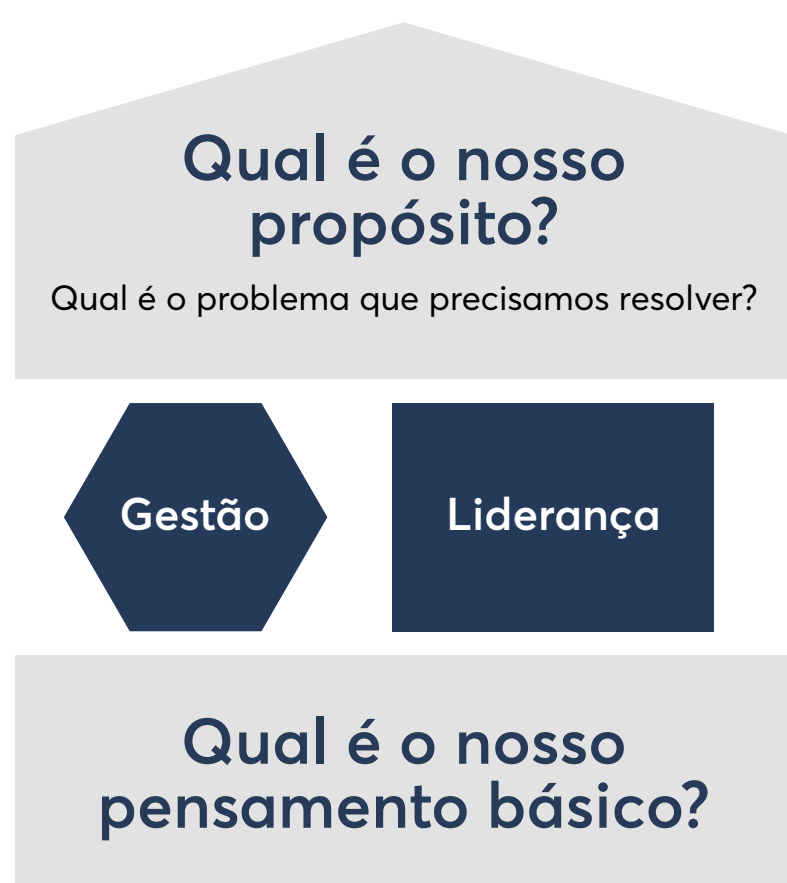 Qual é o nosso
propósito?
Qual é o problema que precisamos resolver?
Gestão
Liderança
Qual é o nosso
pensamento básico?